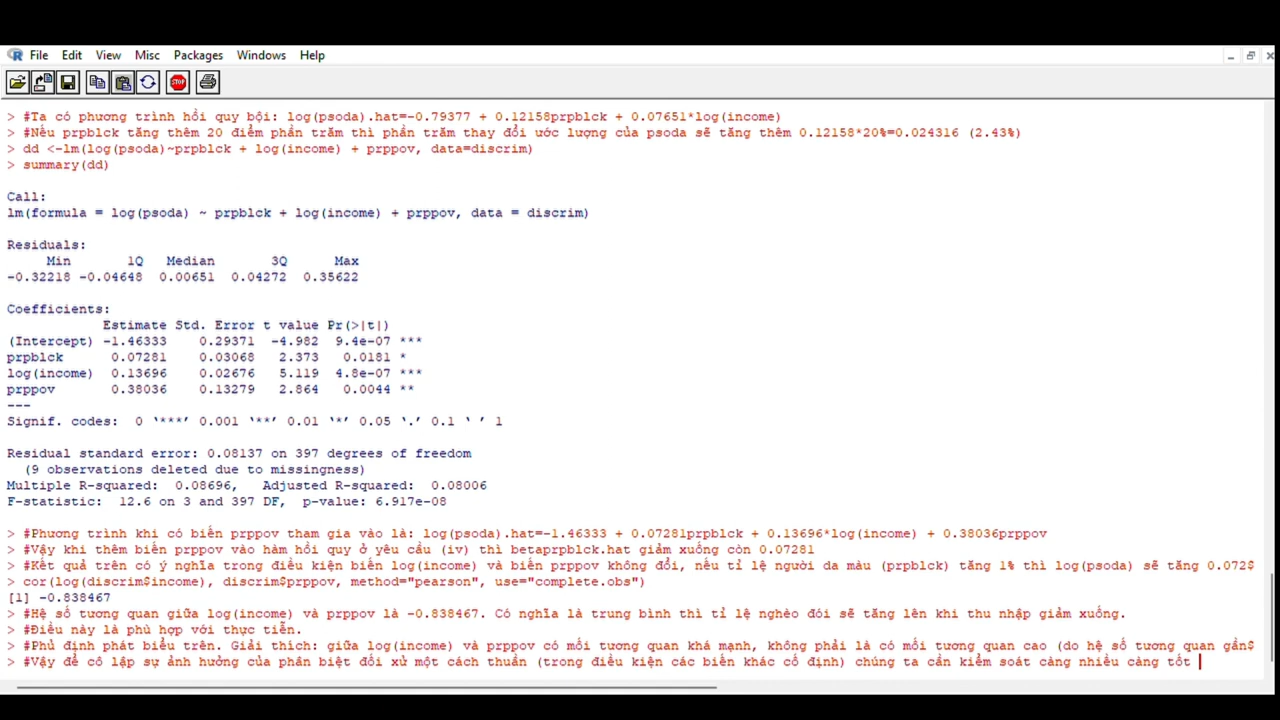 File Edit View Misc Packages Windows Help
STOP
> #Ta có phương trình hồi quy bội: log(psoda).hat=-0.79377 + 0.12158prpblck + 0.07651*log(income)
> #Nếu prpblck tăng thêm 20 điểm phần trăm thì phần trăm thay đổi ước lượng của psoda sẽ tăng thêm 0.12158*20%=0.024316 (2.43%)
> dd <-lm(log(psoda)~prpblck + log(income) + prppov, data=discrim)
> summary(dd)
Call:
lm(formula = log(psoda) ~ prpblck + log(income) + prppov, data = discrim)
Residuals:
Min 1Q Median 3Q Max
-0.32218 -0.04648 0.00651 0.04272 0.35622
Coefficients:
Estimate Std. Error t value Pr(>|t|)
(Intercept) -1.46333 0.29371 -4.982 9.4e-07 ***
prpblck 0.07281 0.03068 2.373 0.0181 *
log(income) 0.13696 0.02676 5.119 4.8e-07 ***
prppov 0.38036 0.13279 2.864 0.0044 **
---
Signif. codes: 0 ‘***’ 0.001 ‘**’ 0.01 ‘*’ 0.05 ‘.’ 0.1 ‘ ’ 1
Residual standard error: 0.08137 on 397 degrees of freedom
(9 observations deleted due to missingness)
Multiple R-squared: 0.08696, Adjusted R-squared: 0.08006
F-statistic: 12.6 on 3 and 397 DF, p-value: 6.917e-08
> #Phương trình khi có biến prppov tham gia vào là: log(psoda).hat=-1.46333 + 0.07281prpblck + 0.13696*log(income) + 0.38036prppov
> #Vậy khi thêm biến prppov vào hàm hồi quy ở yêu cầu (iv) thì betaprpblck.hat giảm xuống còn 0.07281
> #Kết quả trên có ý nghĩa trong điều kiện biến log(income) và biến prppov không đổi, nếu tỉ lệ người da màu (prpblck) tăng 1% thì log(psoda) sẽ tăng 0.072$
> cor(log(discrim$income), discrim$prppov, method="pearson", use="complete.obs")
[1] -0.838467
> #Hệ số tương quan giữa log(income) và prppov là -0.838467. Có nghĩa là trung bình thì tỉ lệ nghèo đói sẽ tăng lên khi thu nhập giảm xuống.
> #Điều này là phù hợp với thực tiễn.
> #Phủ định phát biểu trên. Giải thích: giữa log(income) và prppov có mối tương quan khá mạnh, không phải là có mối tương quan cao (do hệ số tương quan gần$
> #Vậy để cô lập sự ảnh hưởng của phân biệt đối xử một cách thuần (trong điều kiện các biến khác cố định) chúng ta cần kiểm soát càng nhiều càng tốt